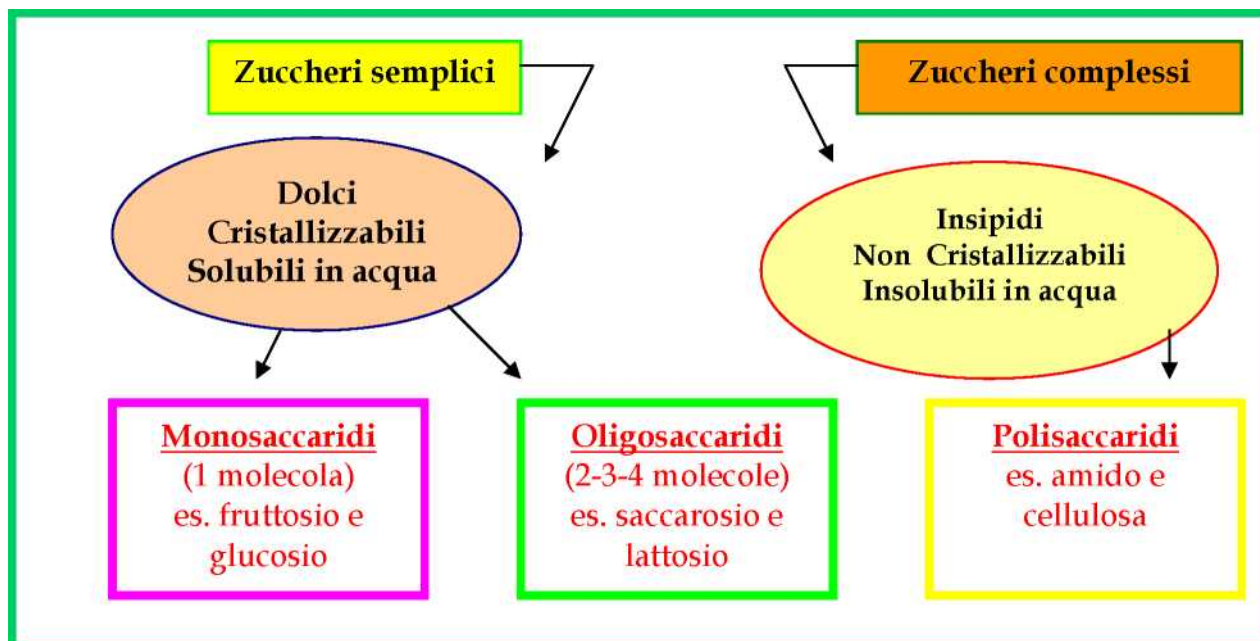 Zuccheri semplici
Zuccheri complessi
Dolci
Cristallizzabili
Solubili in acqua
Insipidi
Non Cristallizzabili
Insolubili in acqua
Monosaccaridi
(1 molecola)
es. fruttosio e
glucosio
Oligosaccaridi
(2-3-4 molecole)
es. saccarosio e
lattosio
Polisaccaridi
es. amido e
cellulosa